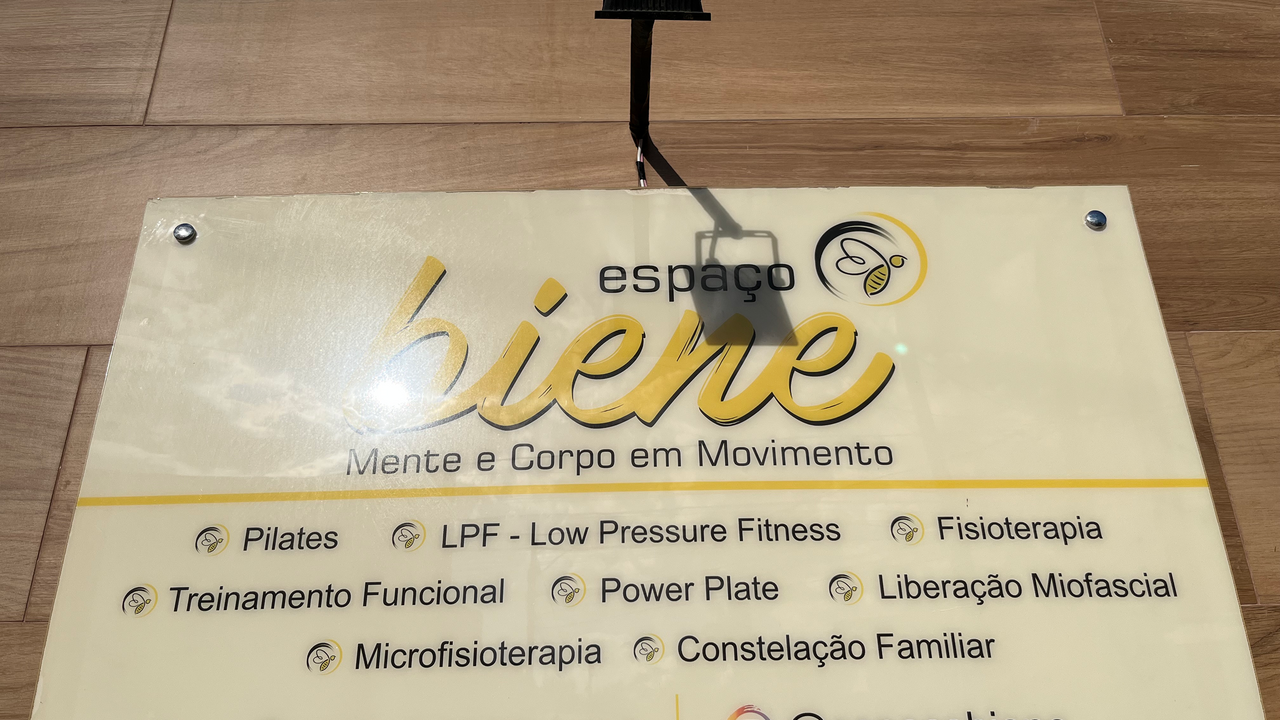 espaço
biene
Mente e Corpo em Movimento
Pilates LPF - Low Pressure Fitness Fisioterapia
Treinamento Funcional Power Plate Liberação Miofascial
Microfisioterapia Constelação Familiar